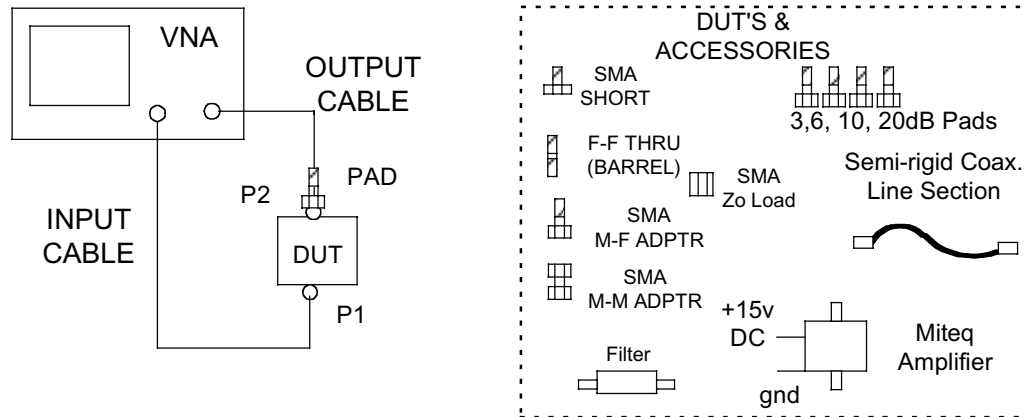 VNA
OUTPUT
CABLE
PAD
P2
INPUT
CABLE
DUT
P1
DUT'S &
ACCESSORIES
SMA
SHORT
3,6, 10, 20dB Pads
F-F THRU
(BARREL)
SMA
Zo Load
Semi-rigid Coax.
Line Section
SMA
M-F ADPTR
SMA
M-M ADPTR
+15v
DC
Miteq
Amplifier
Filter
gnd